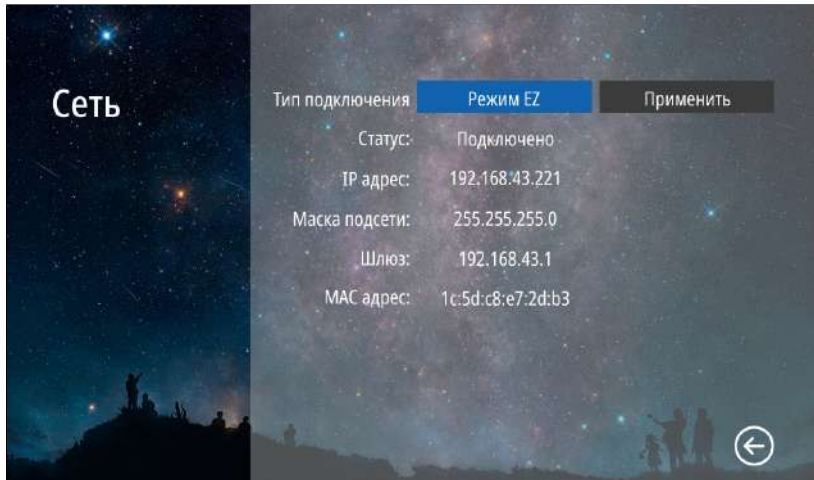 Сеть
Тип подключения Режим EZ Применить
Статус: Подключено
IP адрес: 192.168.43.221
Маска подсети: 255.255.255.0
Шлюз: 192.168.43.1
MAC адрес: 1c:5d:c8:e7:2d:b3